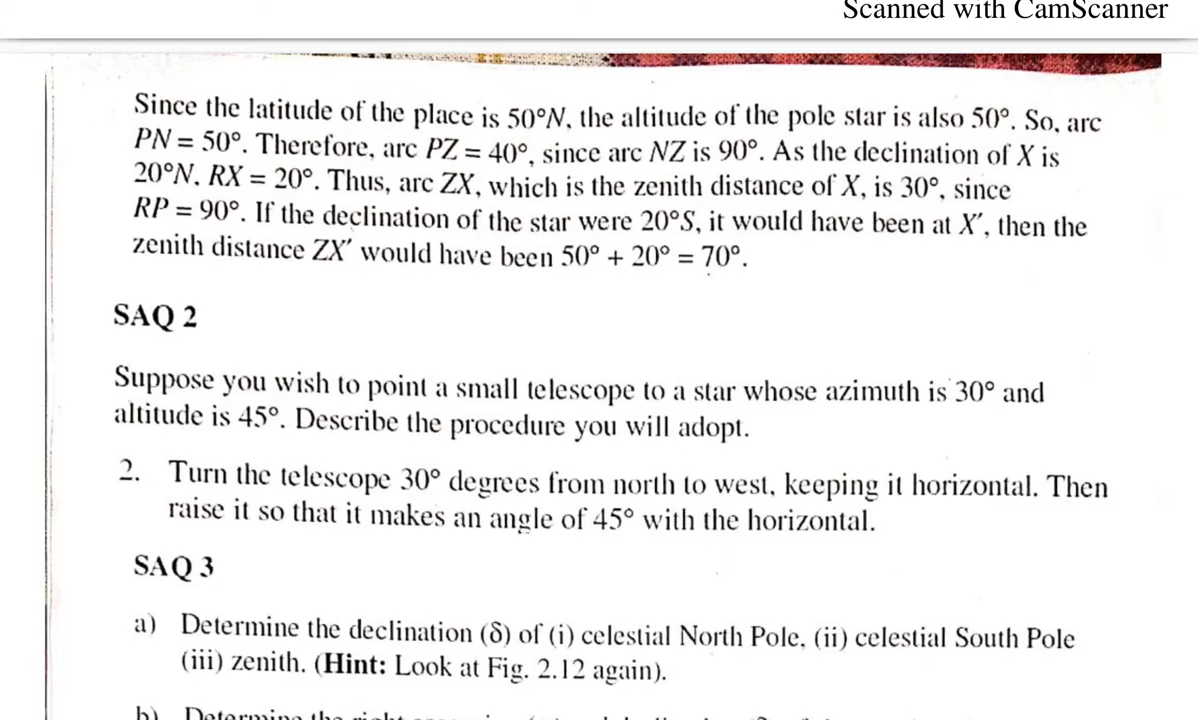 Scanned with CamScanner
Since the latitude of the place is 50°N, the altitude of the pole star is also 50°. So, arc
PN = 50°. Therefore, arc PZ = 40°, since arc NZ is 90°. As the declination of X is
20°N, RX = 20°. Thus, arc ZX, which is the zenith distance of X, is 30°, since
RP = 90°. If the declination of the star were 20°S, it would have been at X′, then the
zenith distance ZX′ would have been 50° + 20° = 70°.
SAQ 2
Suppose you wish to point a small telescope to a star whose azimuth is 30° and
altitude is 45°. Describe the procedure you will adopt.
2. Turn the telescope 30° degrees from north to west, keeping it horizontal. Then
raise it so that it makes an angle of 45° with the horizontal.
SAQ 3
a) Determine the declination (δ) of (i) celestial North Pole, (ii) celestial South Pole
(iii) zenith. (Hint: Look at Fig. 2.12 again).
b) Determine the right